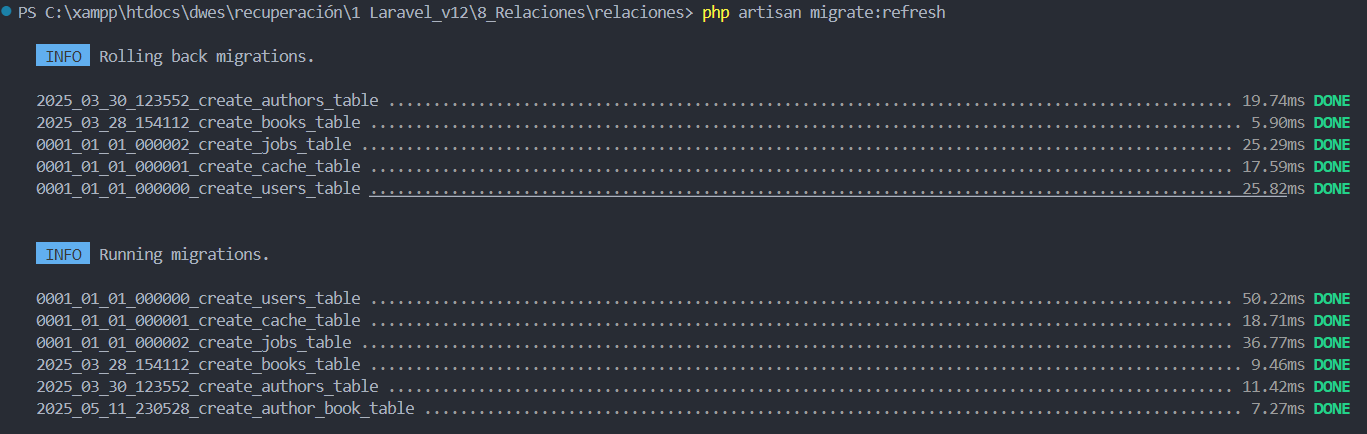 PS C:\xampp\htdocs\dwes\recuperación\1 Laravel_v12\8_Relaciones\relaciones> php artisan migrate:refresh
INFO Rolling back migrations.
2025_03_30_123552_create_authors_table .............................................................................................. 19.74ms DONE
2025_03_28_154112_create_books_table ................................................................................................. 5.90ms DONE
0001_01_01_000002_create_jobs_table ................................................................................................. 25.29ms DONE
0001_01_01_000001_create_cache_table ................................................................................................ 17.59ms DONE
0001_01_01_000000_create_users_table ................................................................................................ 25.82ms DONE
INFO Running migrations.
0001_01_01_000000_create_users_table ................................................................................................ 50.22ms DONE
0001_01_01_000001_create_cache_table ................................................................................................ 18.71ms DONE
0001_01_01_000002_create_jobs_table ................................................................................................. 36.77ms DONE
2025_03_28_154112_create_books_table ................................................................................................. 9.46ms DONE
2025_03_30_123552_create_authors_table .............................................................................................. 11.42ms DONE
2025_05_11_230528_create_author_book_table ........................................................................................... 7.27ms DONE